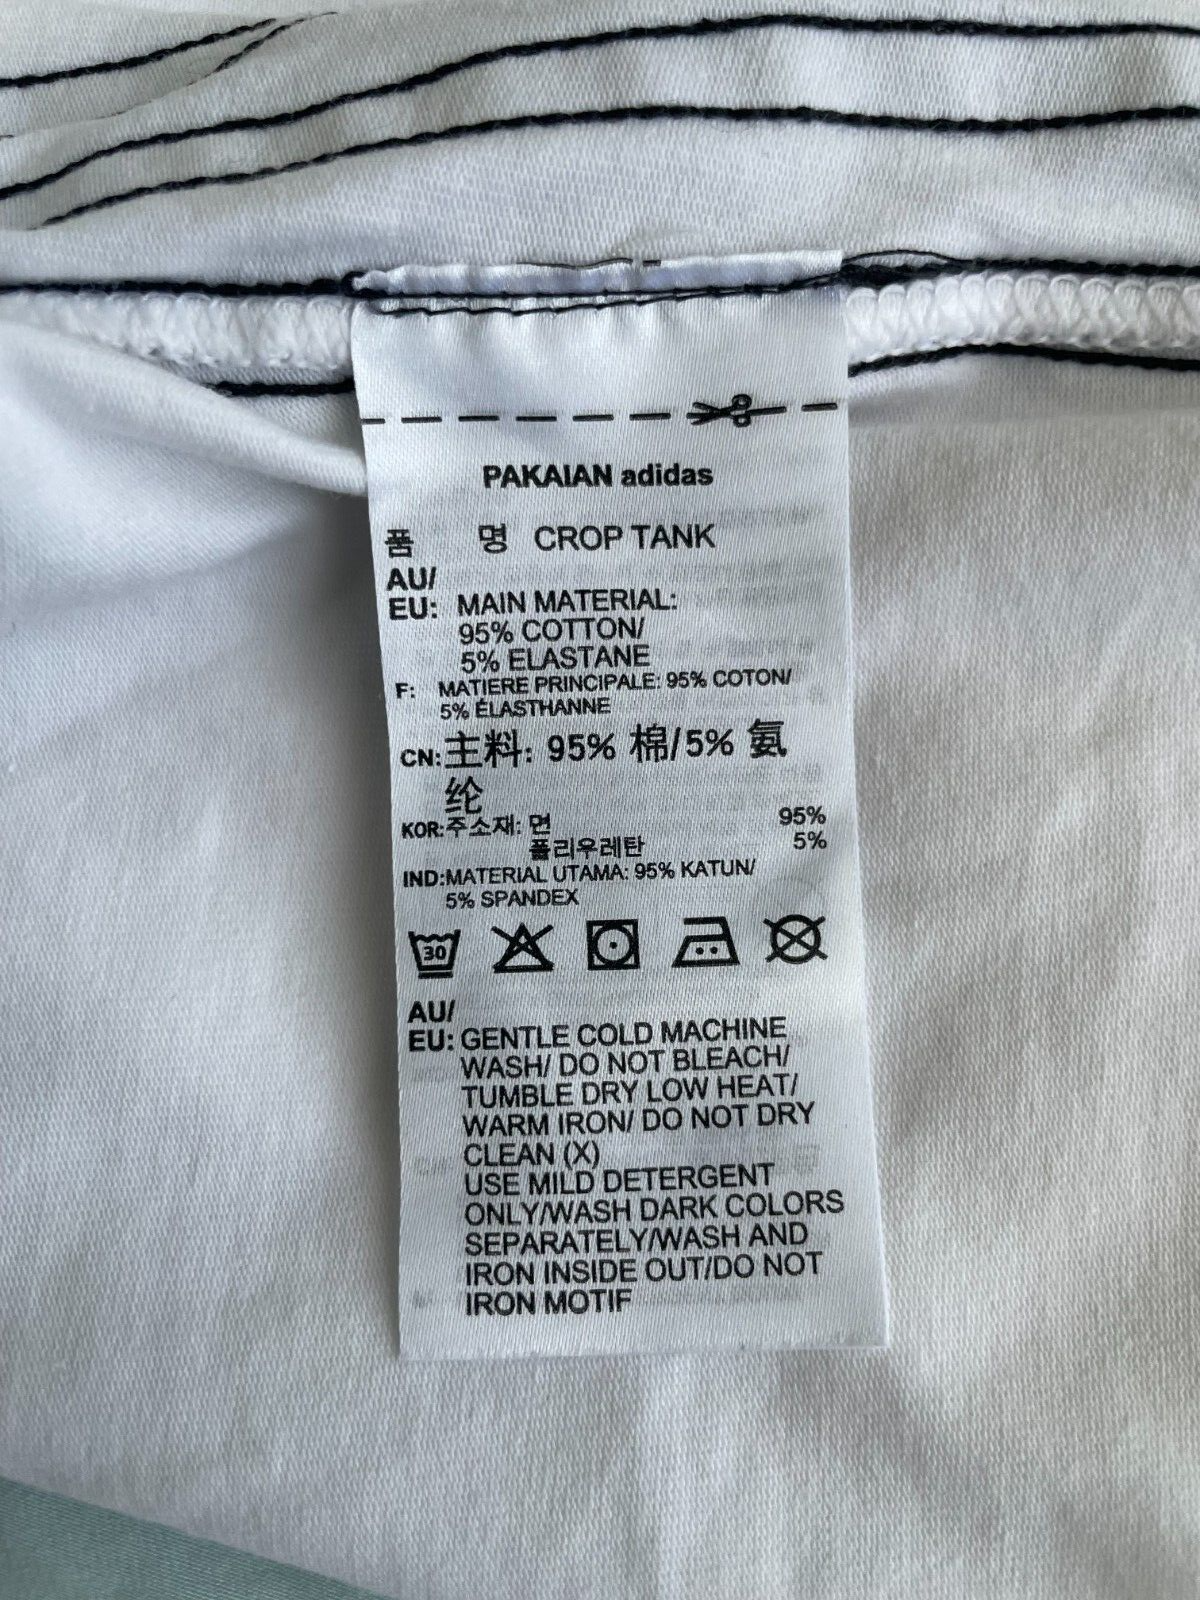 PAKAIAN adidas
품 명 CROP TANK
AU/
EU: MAIN MATERIAL:
95% COTTON/
5% ELASTANE
F: MATIERE PRINCIPALE: 95% COTON/
5% ÉLASTHANNE
CN: 主料: 95% 棉/5% 氨
纶
KOR: 주소재: 면 95%
폴리우레탄 5%
IND: MATERIAL UTAMA: 95% KATUN/
5% SPANDEX
30
AU/
EU: GENTLE COLD MACHINE
WASH/ DO NOT BLEACH/
TUMBLE DRY LOW HEAT/
WARM IRON/ DO NOT DRY
CLEAN (X)
USE MILD DETERGENT
ONLY/WASH DARK COLORS
SEPARATELY/WASH AND
IRON INSIDE OUT/DO NOT
IRON MOTIF